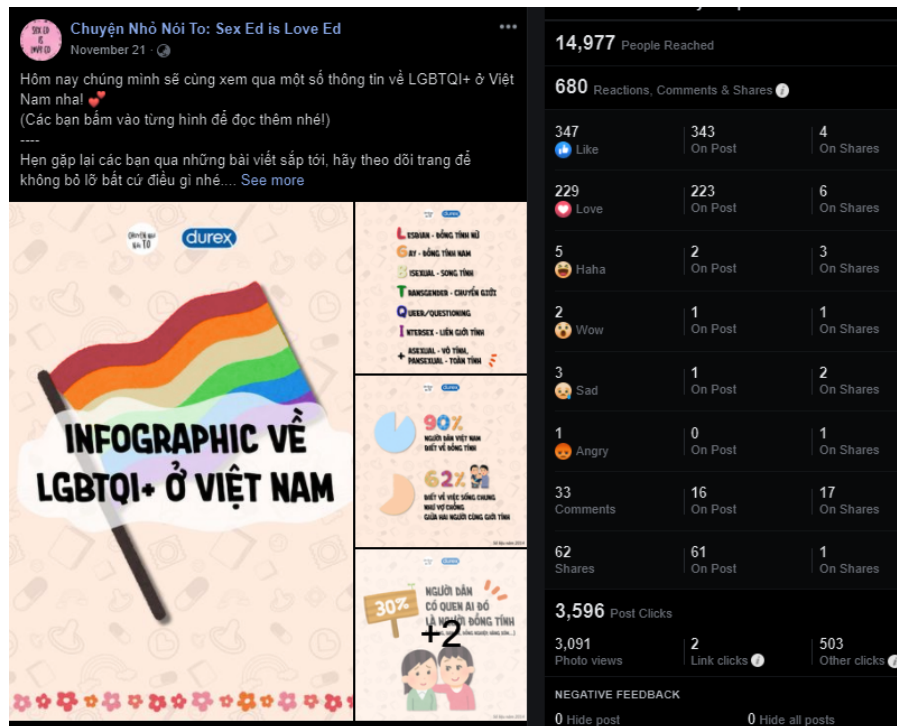 Chuyện Nhỏ Nói To: Sex Ed is Love Ed
November 21
Hôm nay chúng mình sẽ cùng xem qua một số thông tin về LGBTQI+ ở Việt
Nam nha! 💕
(Các bạn bấm vào từng hình để đọc thêm nhé!)
----
Hẹn gặp lại các bạn qua những bài viết sắp tới, hãy theo dõi trang để
không bỏ lỡ bất cứ điều gì nhé.... See more
durex
INFOGRAPHIC VỀ
LGBTQI+ Ở VIỆT NAM
durex
LESBIAN - ĐỒNG TÍNH NỮ
GAY - ĐỒNG TÍNH NAM
BISEXUAL - SONG TÍNH
TRANSGENDER - CHUYỂN GIỚI
QUEER/QUESTIONING
INTERSEX - LIÊN GIỚI TÍNH
+ ASEXUAL - VÔ TÍNH,
PANSEXUAL - TOÀN TÍNH
durex
90%
NGƯỜI DÂN VIỆT NAM
BIẾT VỀ ĐỒNG TÍNH
62%
BIẾT VỀ VIỆC SỐNG CHUNG
NHƯ VỢ CHỒNG
GIỮA HAI NGƯỜI CÙNG GIỚI TÍNH
durex
30%
NGƯỜI DÂN
CÓ QUEN AI ĐÓ
LÀ NGƯỜI ĐỒNG TÍNH
+2
14,977 People Reached
680 Reactions, Comments & Shares
347 343 4
Like On Post On Shares
229 223 6
Love On Post On Shares
5 2 3
Haha On Post On Shares
2 1 1
Wow On Post On Shares
3 1 2
Sad On Post On Shares
1 0 1
Angry On Post On Shares
33 16 17
Comments On Post On Shares
62 61 1
Shares On Post On Shares
3,596 Post Clicks
3,091 2 503
Photo views Link clicks Other clicks
NEGATIVE FEEDBACK
0 Hide post 0 Hide all posts